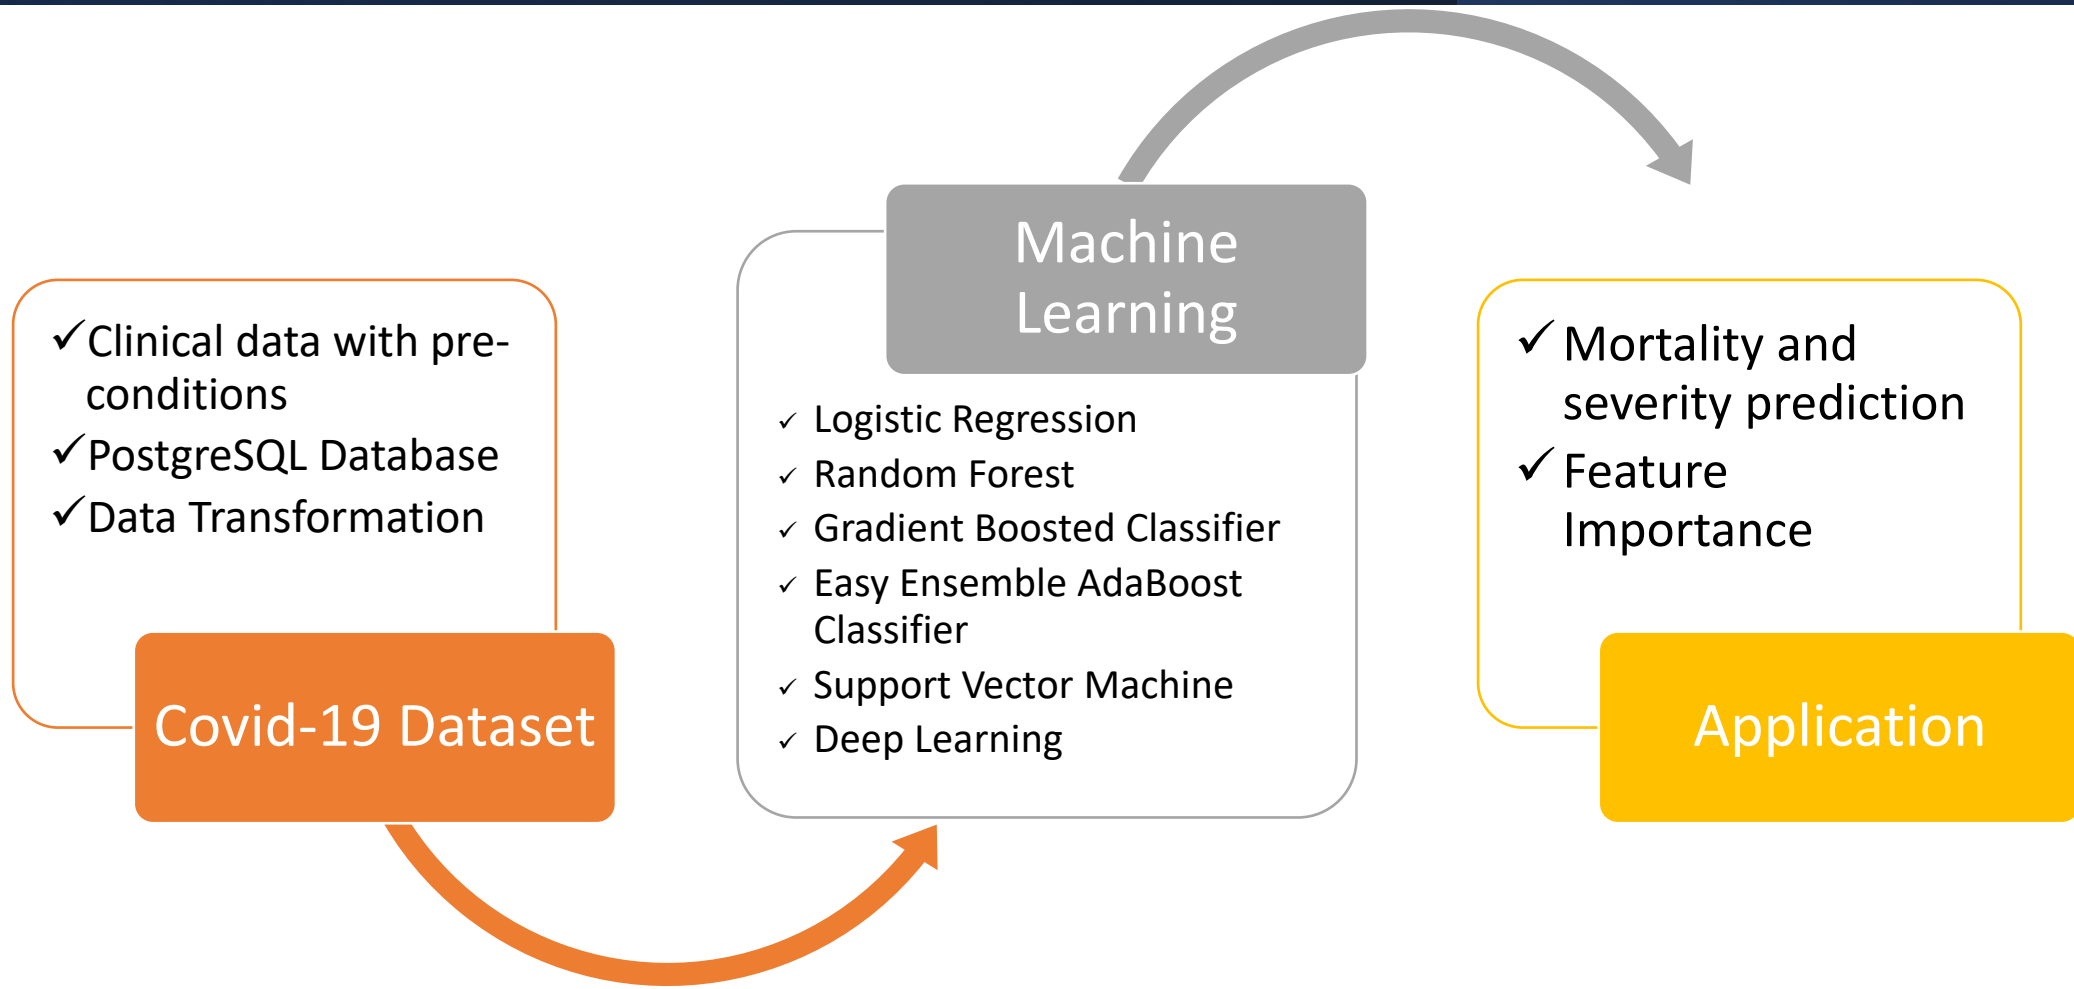 ✓Clinical data with pre-
conditions
✓PostgreSQL Database
✓Data Transformation
Covid-19 Dataset
Machine
Learning
✓ Logistic Regression
✓ Random Forest
✓ Gradient Boosted Classifier
✓ Easy Ensemble AdaBoost
Classifier
✓ Support Vector Machine
✓ Deep Learning
✓ Mortality and
severity prediction
✓ Feature
Importance
Application